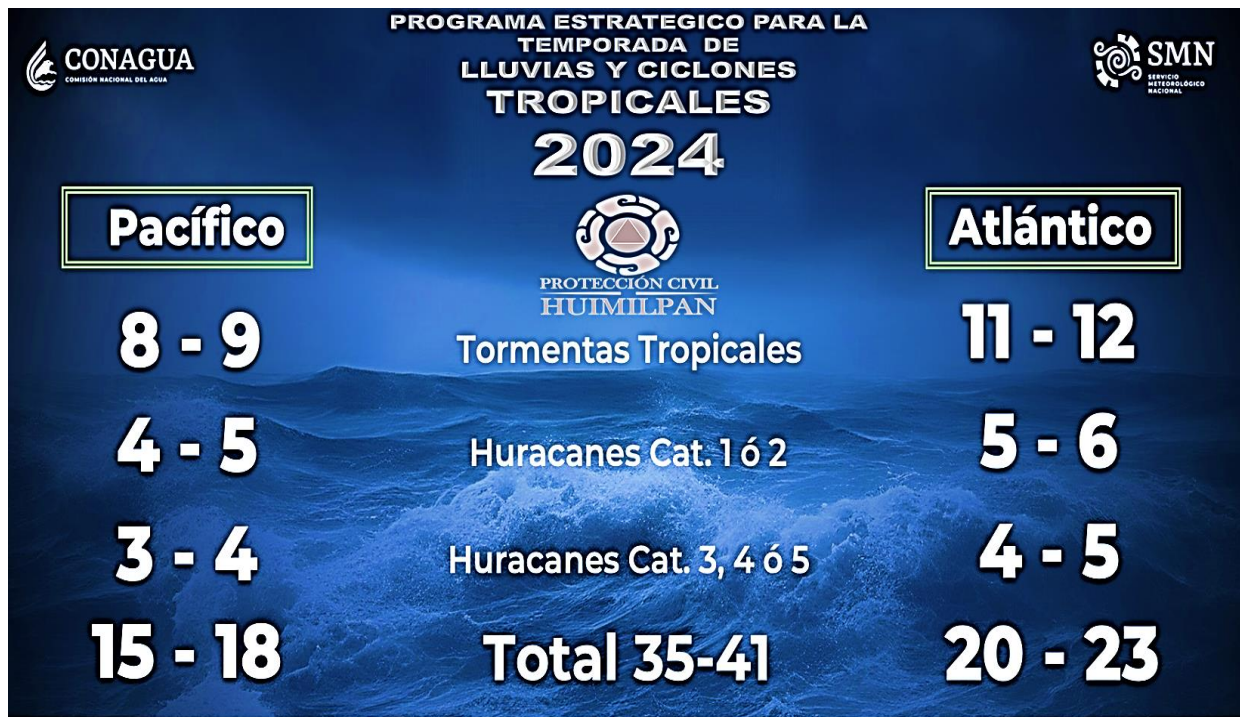 PROGRAMA ESTRATEGICO PARA LA
TEMPORADA DE
LLUVIAS Y CICLONES
TROPICALES
2024
CONAGUA
COMISIÓN NACIONAL DEL AGUA
SMN
SERVICIO
METEOROLÓGICO
NACIONAL
PROTECCIÓN CIVIL
HUIMILPAN
Pacífico
Atlántico
8 - 9
Tormentas Tropicales
11 - 12
4 - 5
Huracanes Cat. 1 ó 2
5 - 6
3 - 4
Huracanes Cat. 3, 4 ó 5
4 - 5
15 - 18
Total 35-41
20 - 23